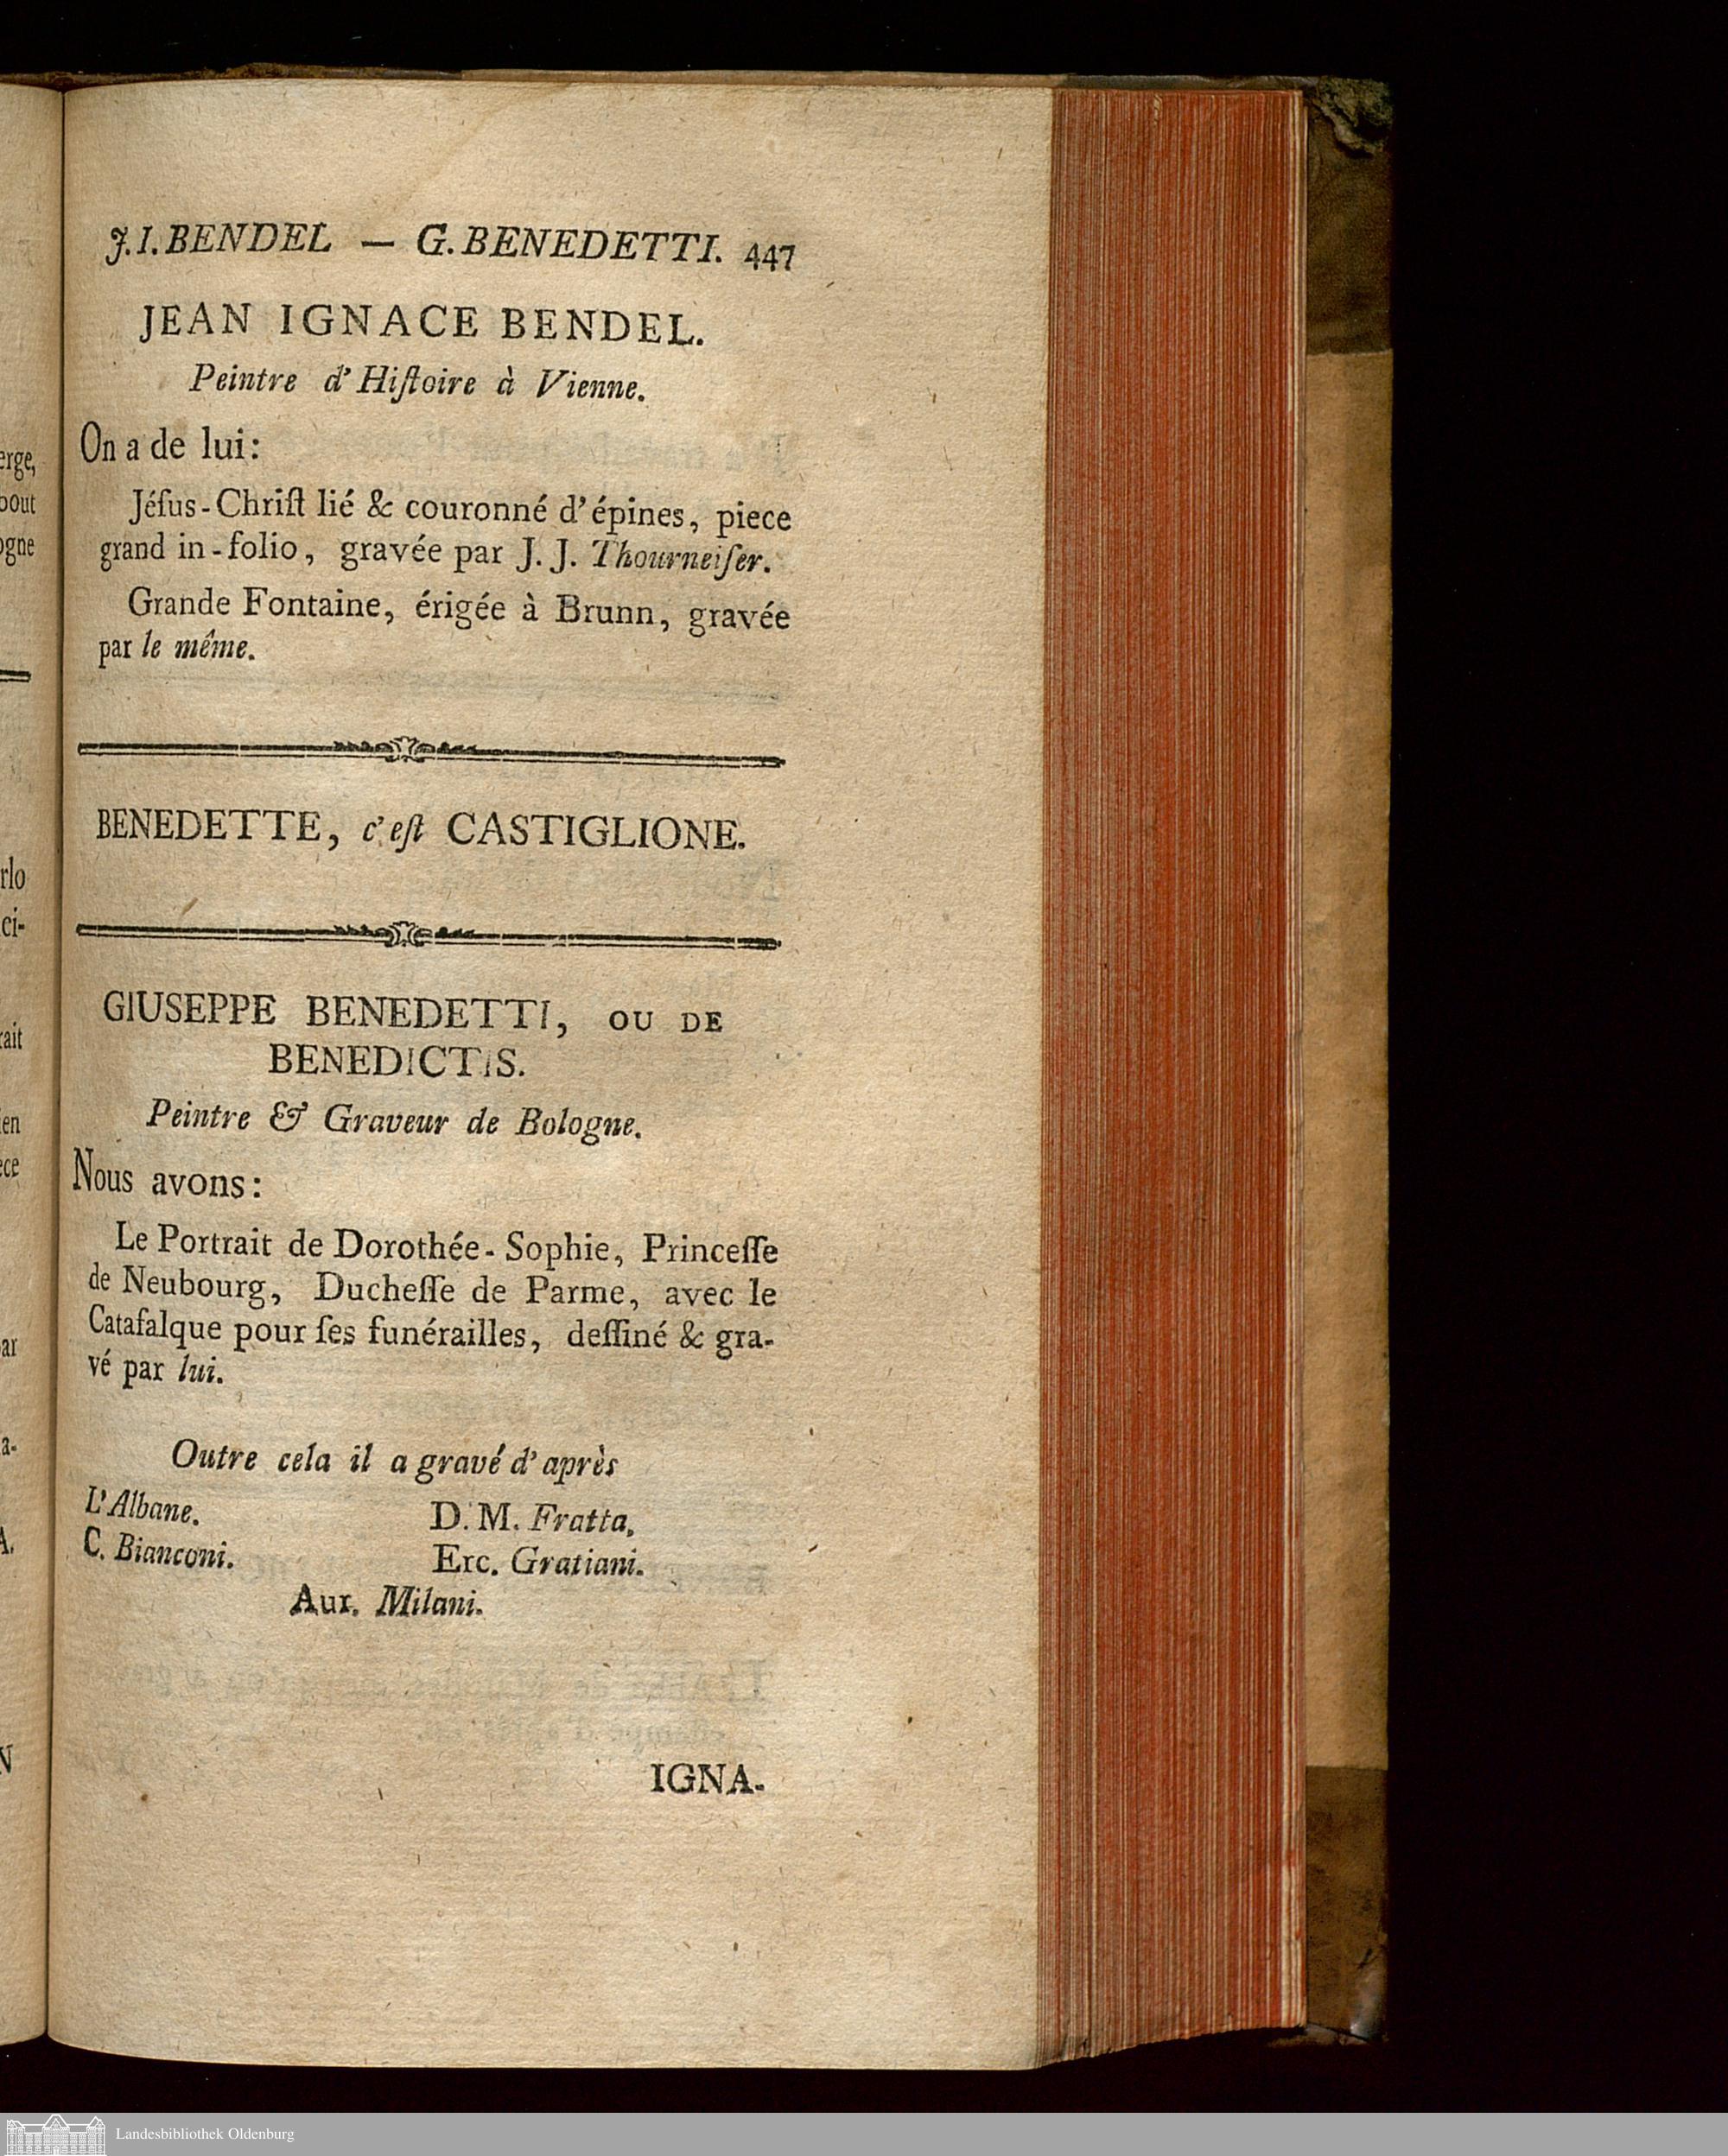 J. I. BENDEL — G. BENEDETTI. 447
JEAN IGNACE BENDEL.
Peintre d'Hiſtoire à Vienne.
On a de lui:
Jéſus-Chriſt lié & couronné d'épines, piece
grand in-folio, gravée par J. J. Thourneiſer.
Grande Fontaine, érigée à Brunn, gravée
par le même.
BENEDETTE, c'eſt CASTIGLIONE.
GIUSEPPE BENEDETTI, OU DE
BENEDICTIS.
Peintre & Graveur de Bologne.
Nous avons:
Le Portrait de Dorothée-Sophie, Princeſſe
de Neubourg, Ducheſſe de Parme, avec le
Catafalque pour ſes funérailles, deſſiné & gra-
vé par lui.
Outre cela il a gravé d'après
L'Albane. D. M. Fratta.
C. Bianconi. Erc. Gratiani.
Aur. Milani.
IGNA-
Landesbibliothek Oldenburg